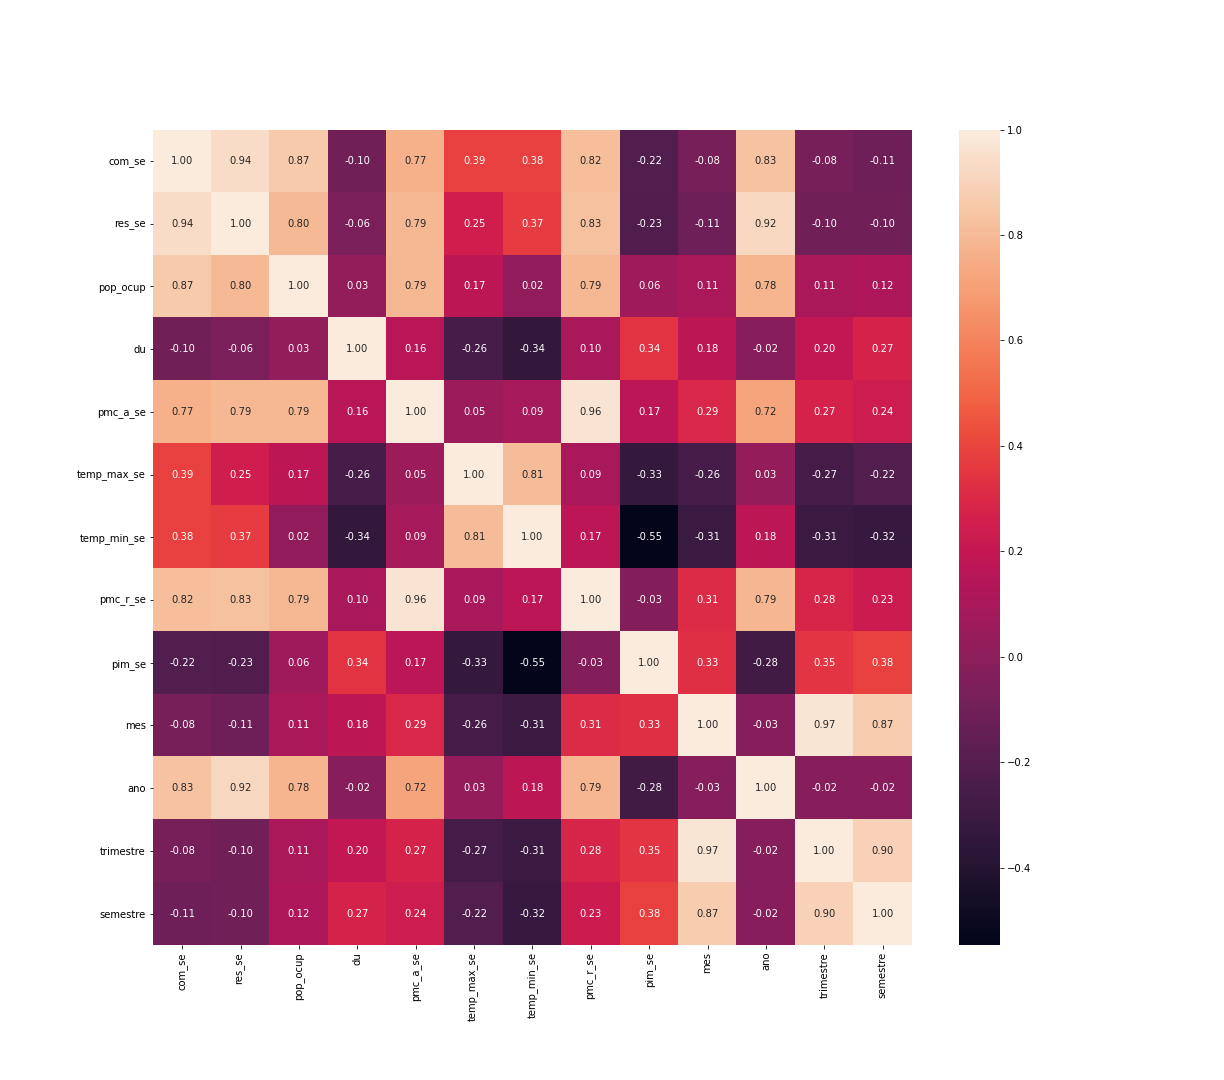 com_se 1.00 0.94 0.87 -0.10 0.77 0.39 0.38 0.82 -0.22 -0.08 0.83 -0.08 -0.11
res_se 0.94 1.00 0.80 -0.06 0.79 0.25 0.37 0.83 -0.23 -0.11 0.92 -0.10 -0.10
pop_ocup 0.87 0.80 1.00 0.03 0.79 0.17 0.02 0.79 0.06 0.11 0.78 0.11 0.12
du -0.10 -0.06 0.03 1.00 0.16 -0.26 -0.34 0.10 0.34 0.18 -0.02 0.20 0.27
pmc_a_se 0.77 0.79 0.79 0.16 1.00 0.05 0.09 0.96 0.17 0.29 0.72 0.27 0.24
temp_max_se 0.39 0.25 0.17 -0.26 0.05 1.00 0.81 0.09 -0.33 -0.26 0.03 -0.27 -0.22
temp_min_se 0.38 0.37 0.02 -0.34 0.09 0.81 1.00 0.17 -0.55 -0.31 0.18 -0.31 -0.32
pmc_r_se 0.82 0.83 0.79 0.10 0.96 0.09 0.17 1.00 -0.03 0.31 0.79 0.28 0.23
pim_se -0.22 -0.23 0.06 0.34 0.17 -0.33 -0.55 -0.03 1.00 0.33 -0.28 0.35 0.38
mes -0.08 -0.11 0.11 0.18 0.29 -0.26 -0.31 0.31 0.33 1.00 -0.03 0.97 0.87
ano 0.83 0.92 0.78 -0.02 0.72 0.03 0.18 0.79 -0.28 -0.03 1.00 -0.02 -0.02
trimestre -0.08 -0.10 0.11 0.20 0.27 -0.27 -0.31 0.28 0.35 0.97 -0.02 1.00 0.90
semestre -0.11 -0.10 0.12 0.27 0.24 -0.22 -0.32 0.23 0.38 0.87 -0.02 0.90 1.00
com_se res_se pop_ocup du pmc_a_se temp_max_se temp_min_se pmc_r_se pim_se mes ano trimestre semestre
1.0
0.8
0.6
0.4
0.2
0.0
−0.2
−0.4